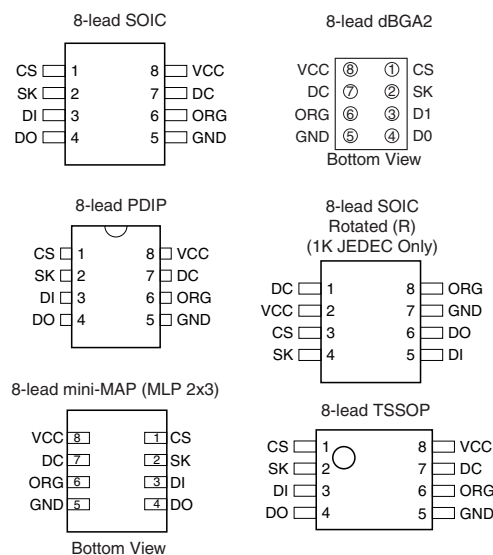 8-lead SOIC
CS 1 8 VCC
SK 2 7 DC
DI 3 6 ORG
DO 4 5 GND
8-lead dBGA2
VCC 8 1 CS
DC 7 2 SK
ORG 6 3 D1
GND 5 4 D0
Bottom View
8-lead PDIP
CS 1 8 VCC
SK 2 7 DC
DI 3 6 ORG
DO 4 5 GND
8-lead SOIC
Rotated (R)
(1K JEDEC Only)
DC 1 8 ORG
VCC 2 7 GND
CS 3 6 DO
SK 4 5 DI
8-lead mini-MAP (MLP 2x3)
VCC 8 1 CS
DC 7 2 SK
ORG 6 3 DI
GND 5 4 DO
Bottom View
8-lead TSSOP
CS 1 8 VCC
SK 2 7 DC
DI 3 6 ORG
DO 4 5 GND